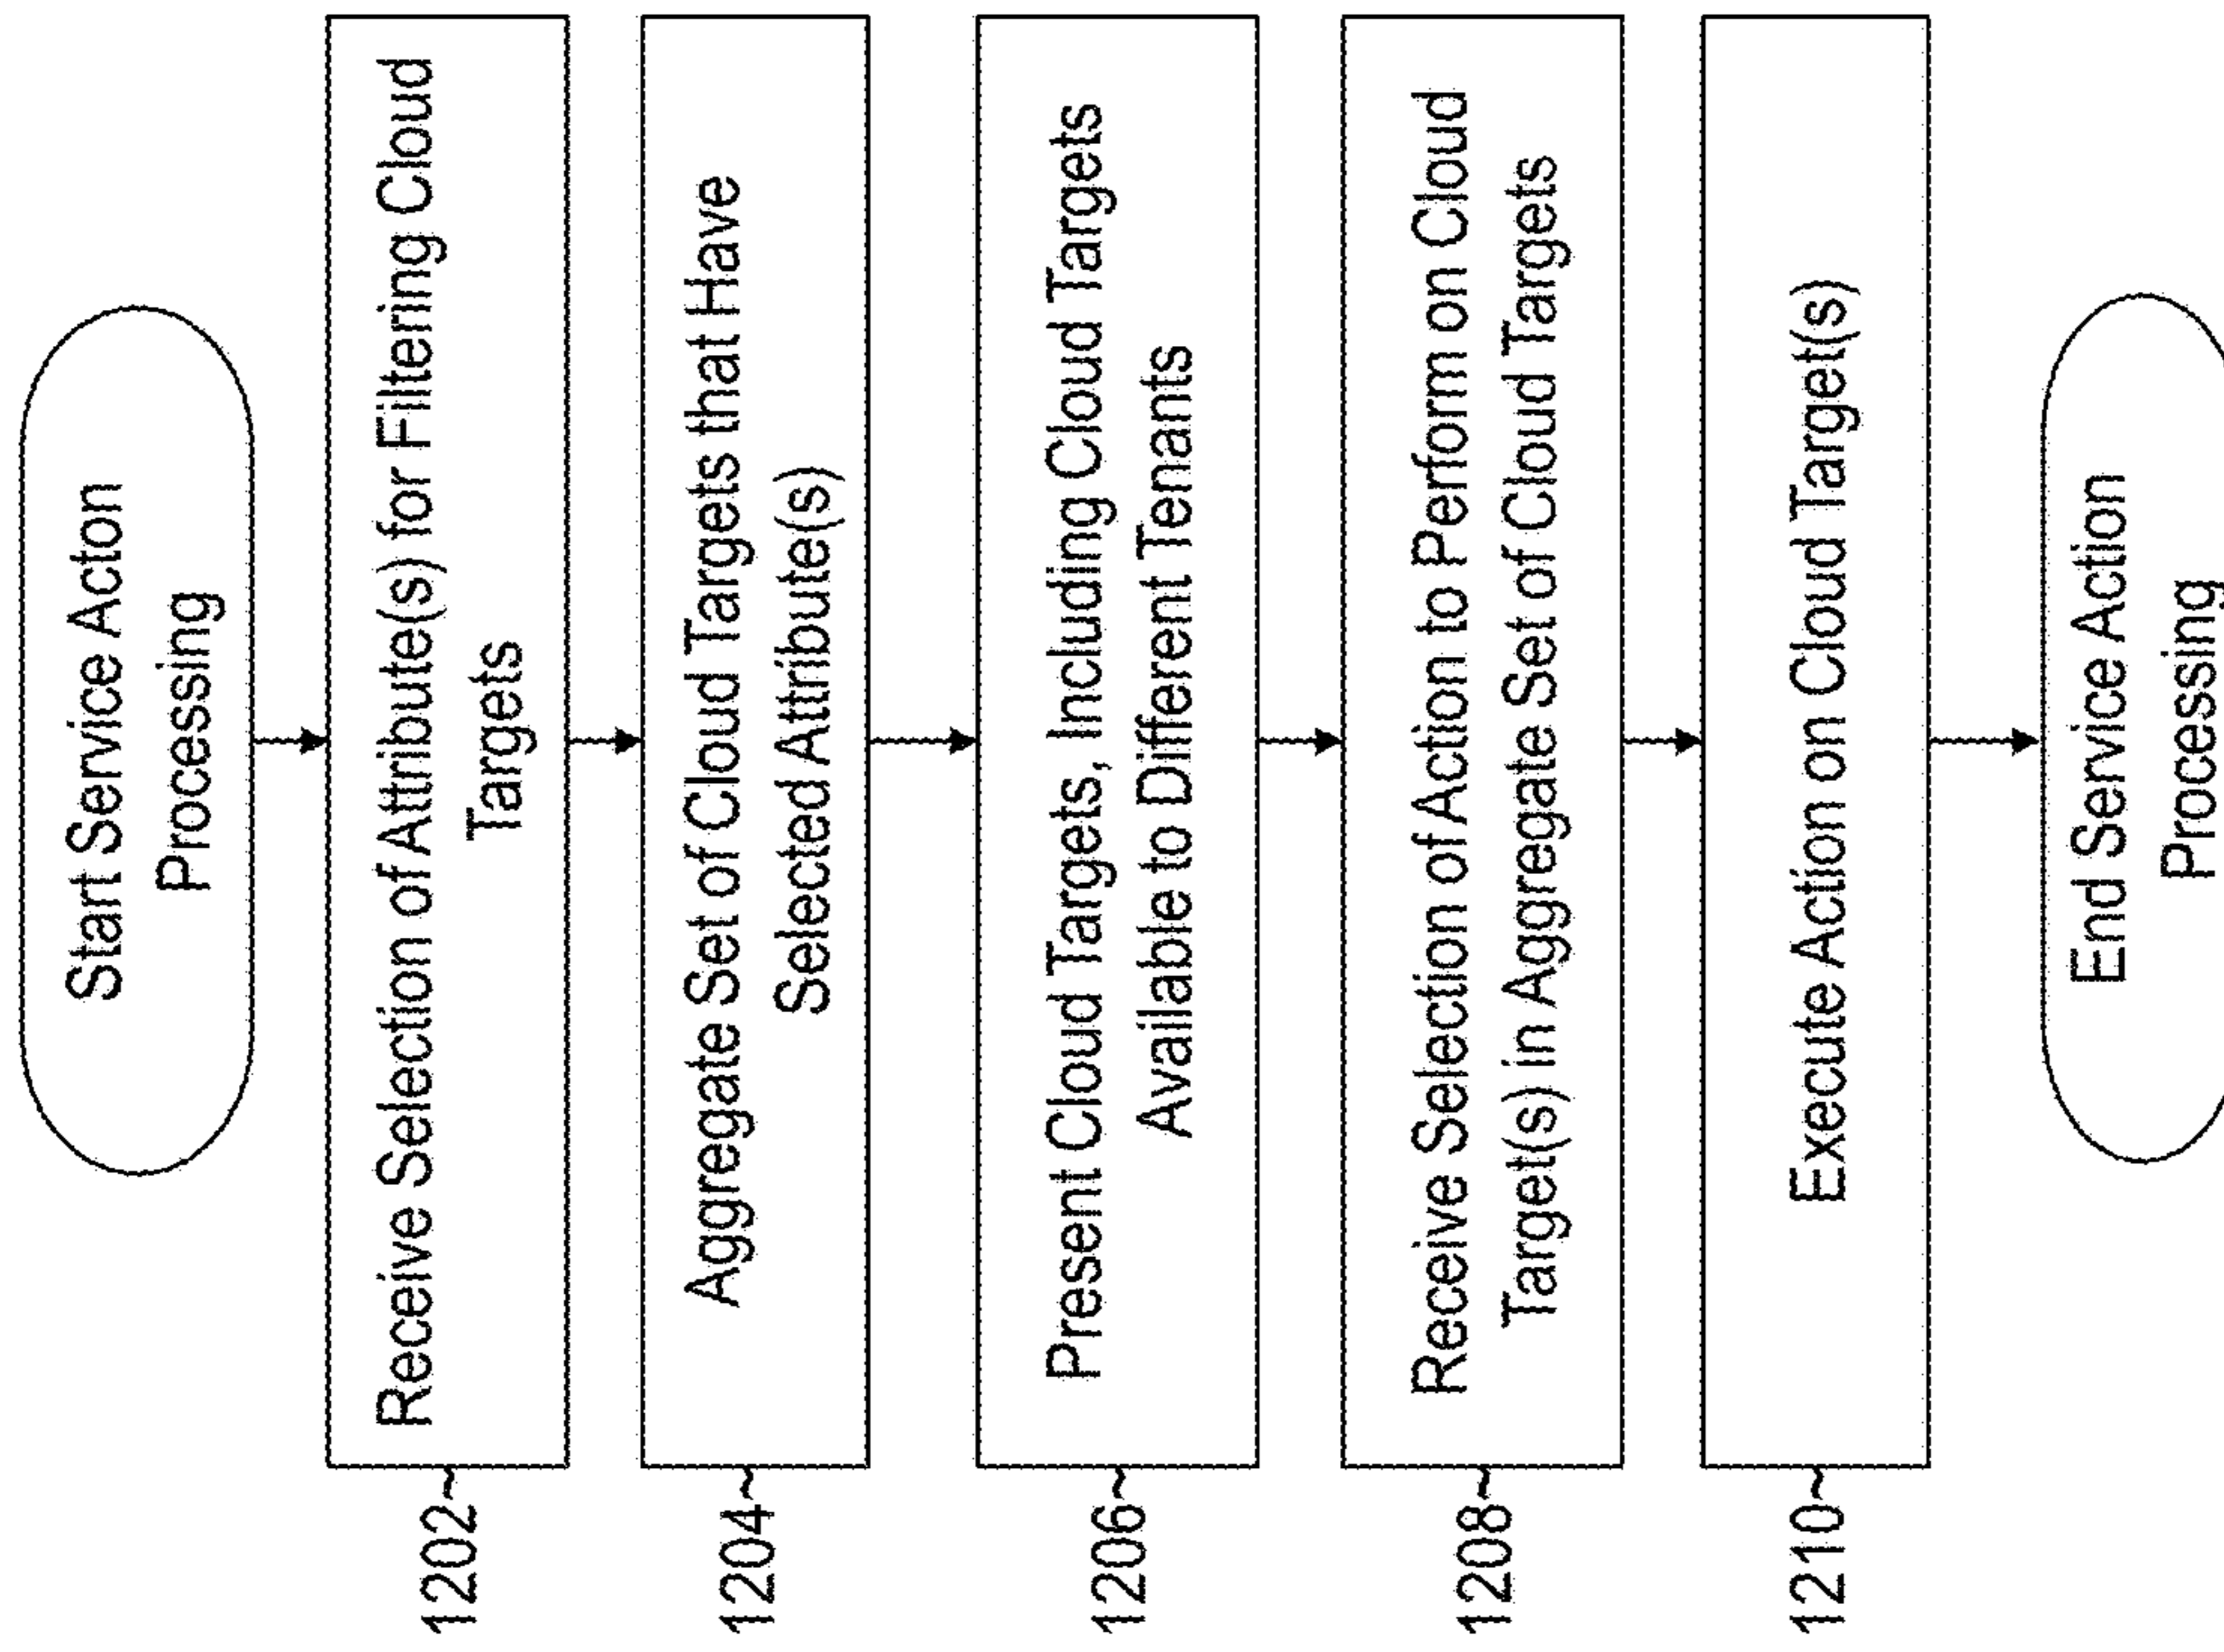 Start Service Acton
Processing
1202
Receive Selection of Attribute(s) for Filtering Cloud
Targets
1204
Aggregate Set of Cloud Targets that Have
Selected Attribute(s)
1206
Present Cloud Targets, Including Cloud Targets
Available to Different Tenants
1208
Receive Selection of Action to Perform on Cloud
Target(s) in Aggregate Set of Cloud Targets
1210
Execute Action on Cloud Target(s)
End Service Action
Processing